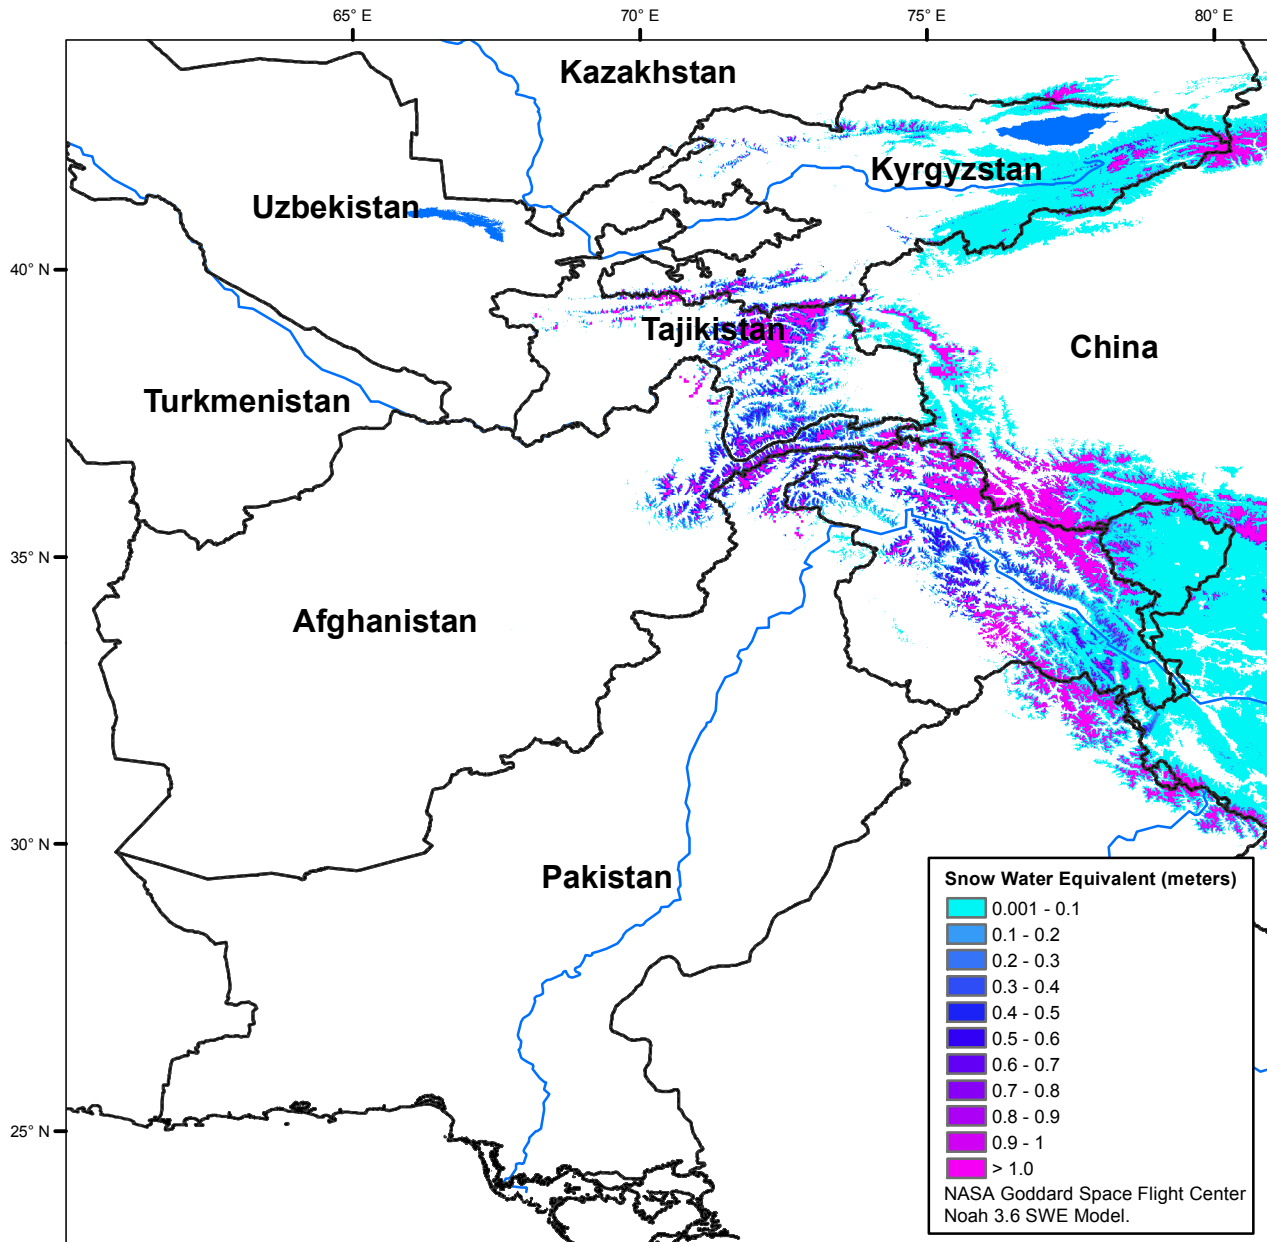 65° E
70° E
75° E
80° E
Kazakhstan
Kyrgyzstan
Uzbekistan
40° N
Tajikistan
China
Turkmenistan
35° N
Afghanistan
30° N
Pakistan
25° N
Snow Water Equivalent (meters)
0.001 - 0.1
0.1 - 0.2
0.2 - 0.3
0.3 - 0.4
0.4 - 0.5
0.5 - 0.6
0.6 - 0.7
0.7 - 0.8
0.8 - 0.9
0.9 - 1
> 1.0
NASA Goddard Space Flight Center
Noah 3.6 SWE Model.